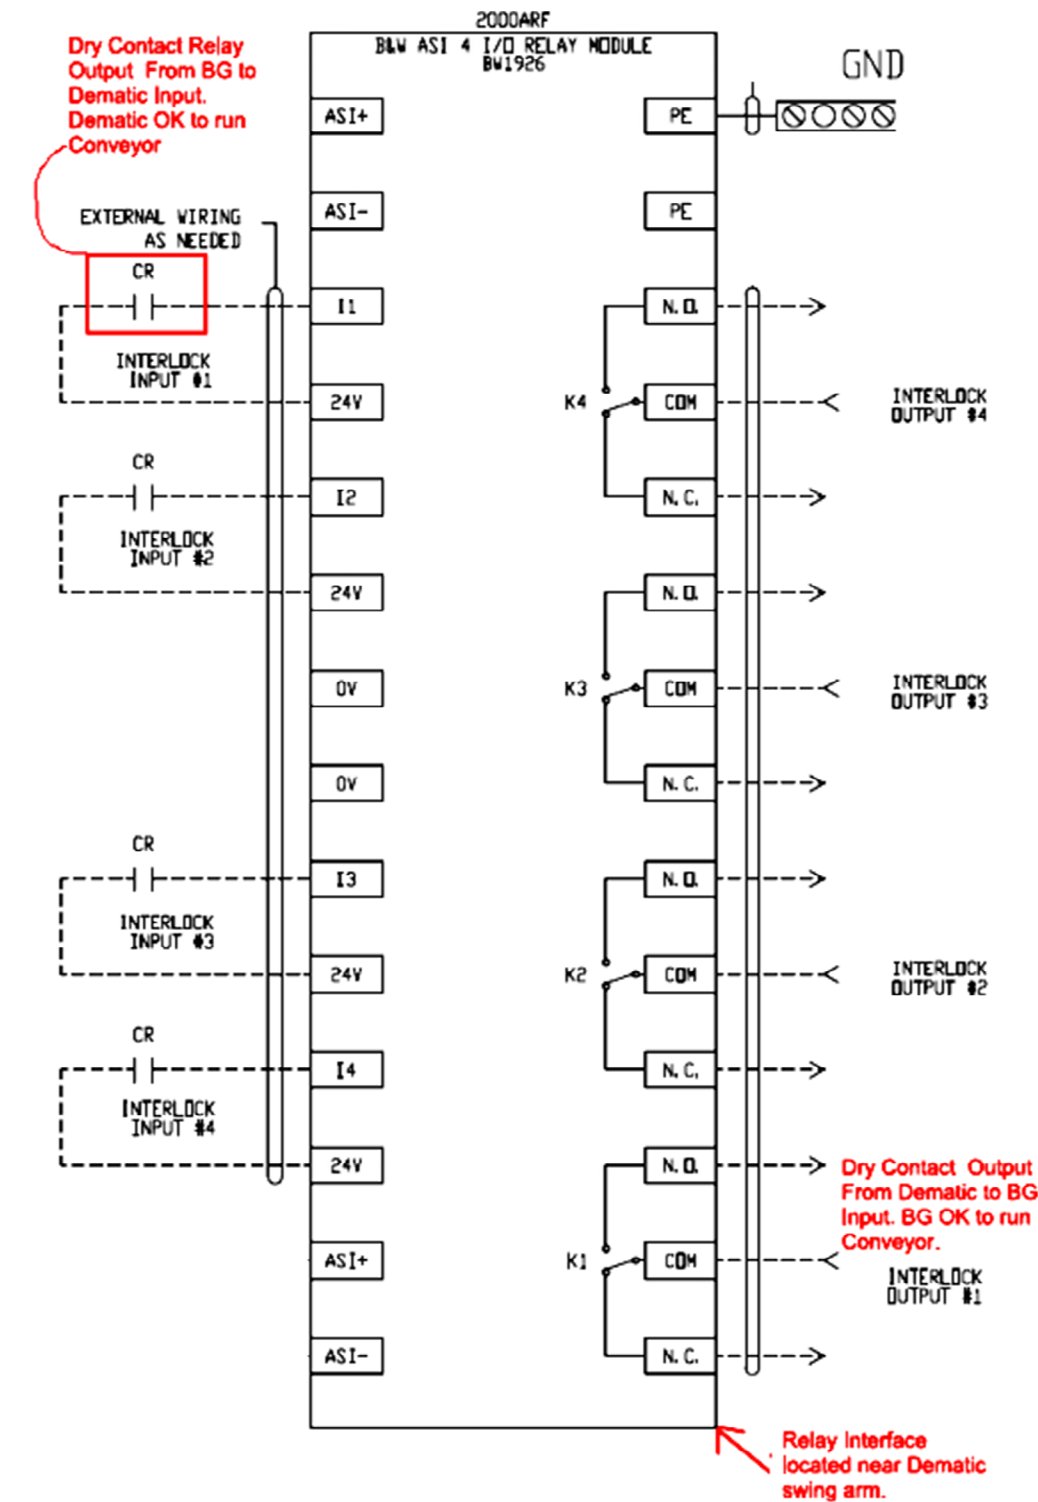 2000ARF
B&W ASI 4 I/O RELAY MODULE
BW1926
Dry Contact Relay
Output From BG to
Dematic Input.
Dematic OK to run
Conveyor
GND
ASI+
PE
ASI-
PE
EXTERNAL WIRING
AS NEEDED
CR
I1
N.O.
INTERLOCK
INPUT #1
24V
K4
COM
INTERLOCK
OUTPUT #4
CR
I2
N.C.
INTERLOCK
INPUT #2
24V
N.O.
0V
K3
COM
INTERLOCK
OUTPUT #3
0V
N.C.
CR
I3
N.O.
INTERLOCK
INPUT #3
24V
K2
COM
INTERLOCK
OUTPUT #2
CR
I4
N.C.
INTERLOCK
INPUT #4
24V
N.O.
Dry Contact Output
From Dematic to BG
Input. BG OK to run
Conveyor.
ASI+
K1
COM
INTERLOCK
OUTPUT #1
ASI-
N.C.
Relay Interface
located near Dematic
swing arm.